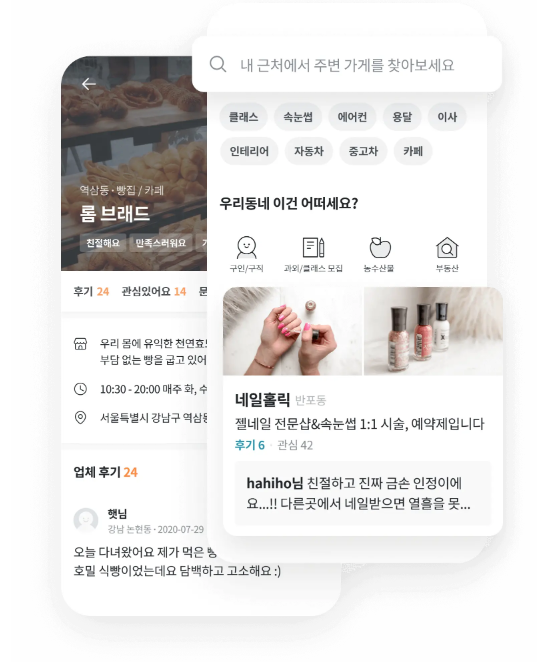 내 근처에서 주변 가게를 찾아보세요
클래스 속눈썹 에어컨 용달 이사
인테리어 자동차 중고차 카페
우리동네 이건 어떠세요?
구인/구직 과외/클래스 모집 농수산물 부동산
네일홀릭 반포동
젤네일 전문샵&속눈썹 1:1 시술, 예약제입니다
후기 6 · 관심 42
hahiho님 친절하고 진짜 금손 인정이에
요...!! 다른곳에서 네일받으면 열흘을 못...
역삼동 · 빵집 / 카페
롬 브래드
친절해요 만족스러워요
후기 24 관심있어요 14 문
우리 몸에 유익한 천연효
부담 없는 빵을 굽고 있어
10:30 - 20:00 매주 화, 수
서울특별시 강남구 역삼
업체 후기 24
햇님
강남 논현동 · 2020-07-29
오늘 다녀왔어요 제가 먹은
호밀 식빵이었는데요 담백하고 고소해요 :)